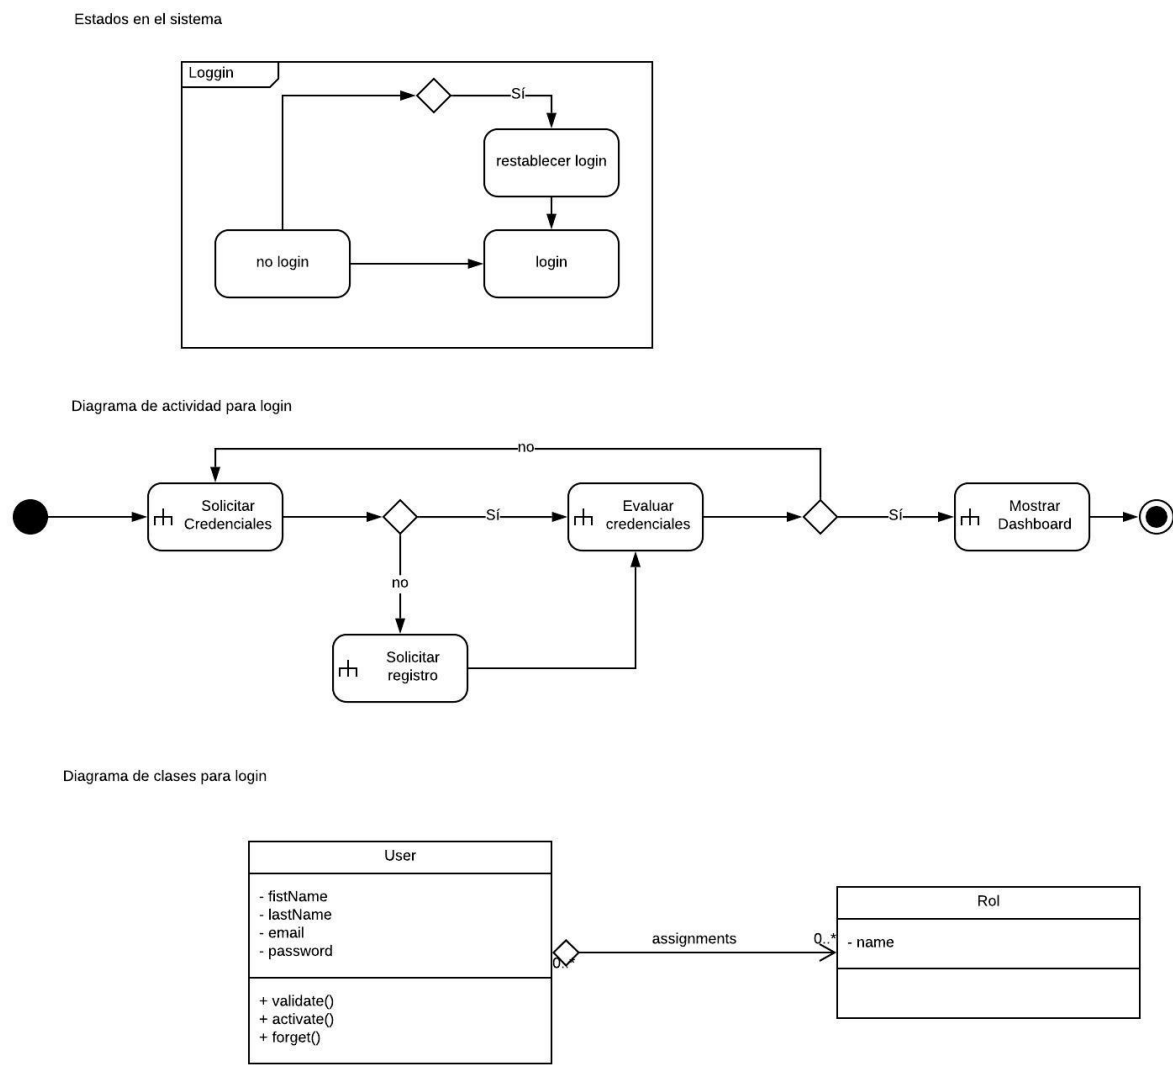 Estados en el sistema
Loggin
Sí
restablecer login
no login
login
Diagrama de actividad para login
no
Solicitar
Credenciales
Sí
Evaluar
credenciales
Sí
Mostrar
Dashboard
no
Solicitar
registro
Diagrama de clases para login
User
- fistName
- lastName
- email
- password
+ validate()
+ activate()
+ forget()
0..*
assignments
0..*
Rol
- name